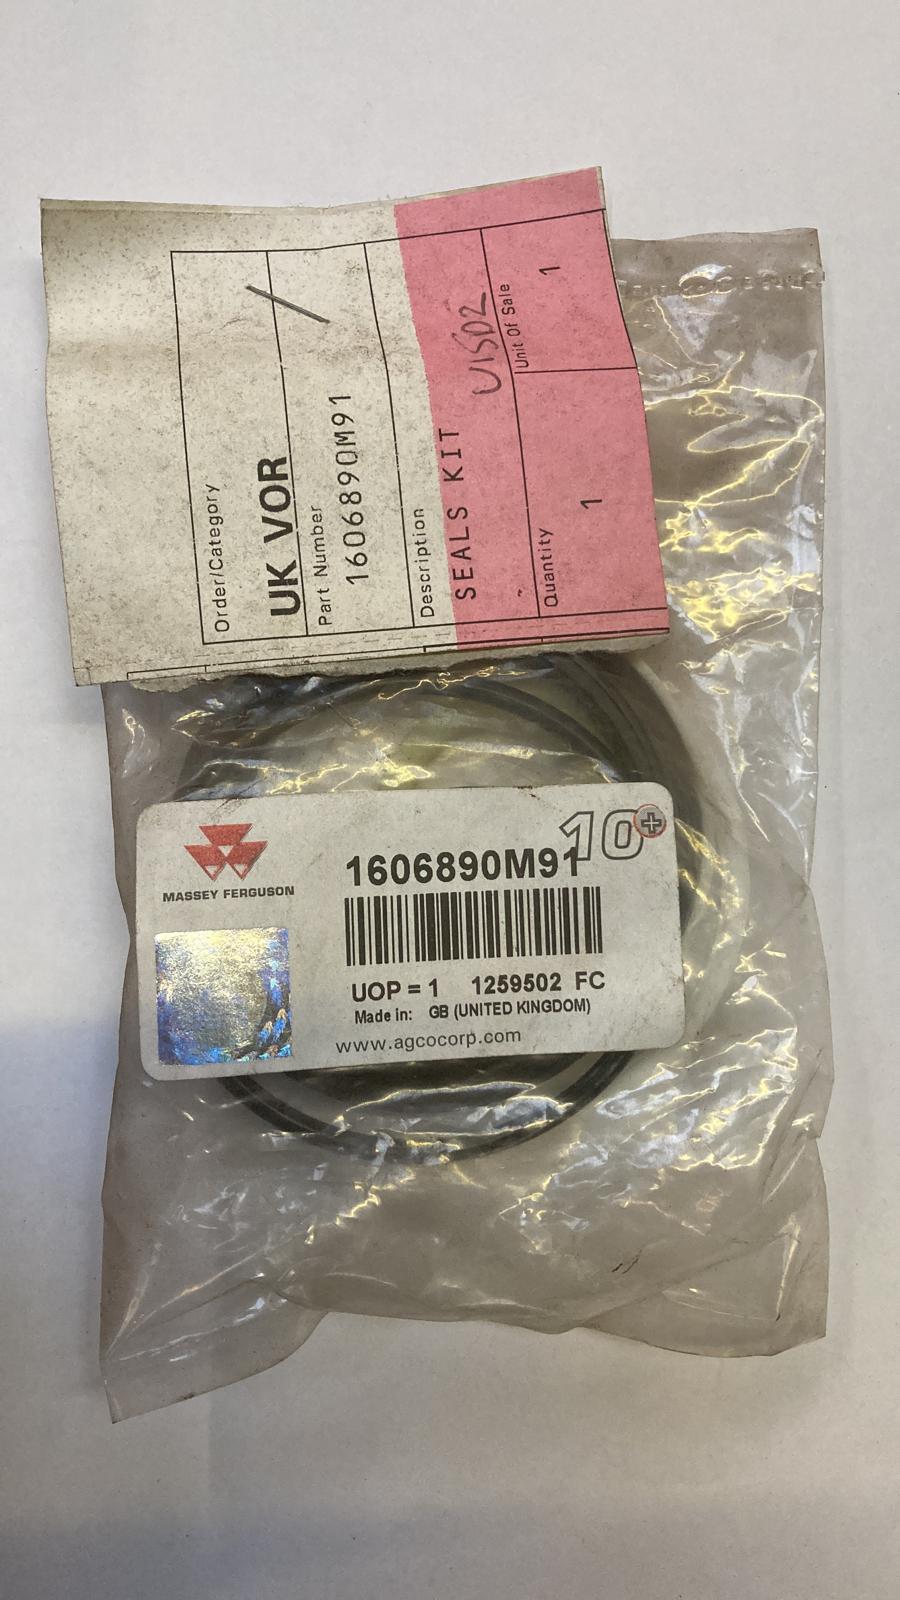 Order/Category
UK VOR
Part Number
1606890M91
Description
SEALS KIT
Quantity
1
Unit Of Sale
1
MASSEY FERGUSON
10+
1606890M91
UOP = 1 1259502 FC
Made in: GB (UNITED KINGDOM)
www.agcocorp.com